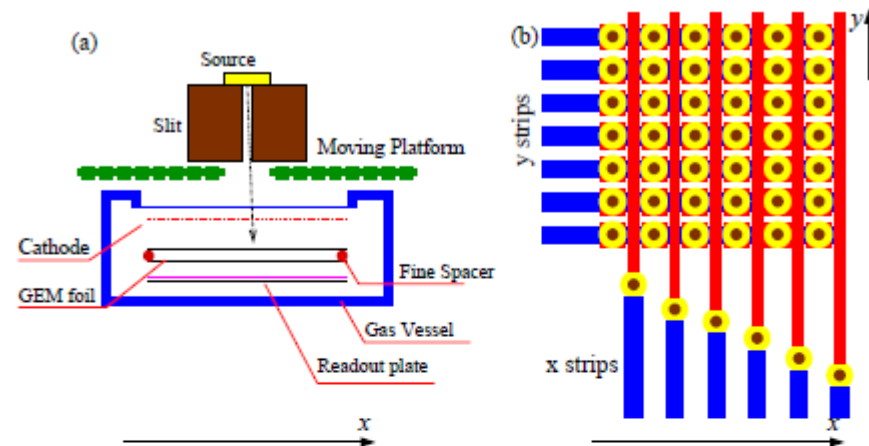 (a)
Source
Slit
Moving Platform
Cathode
GEM foil
Fine Spacer
Gas Vessel
Readout plate
x
(b)
y
y strips
x strips
x